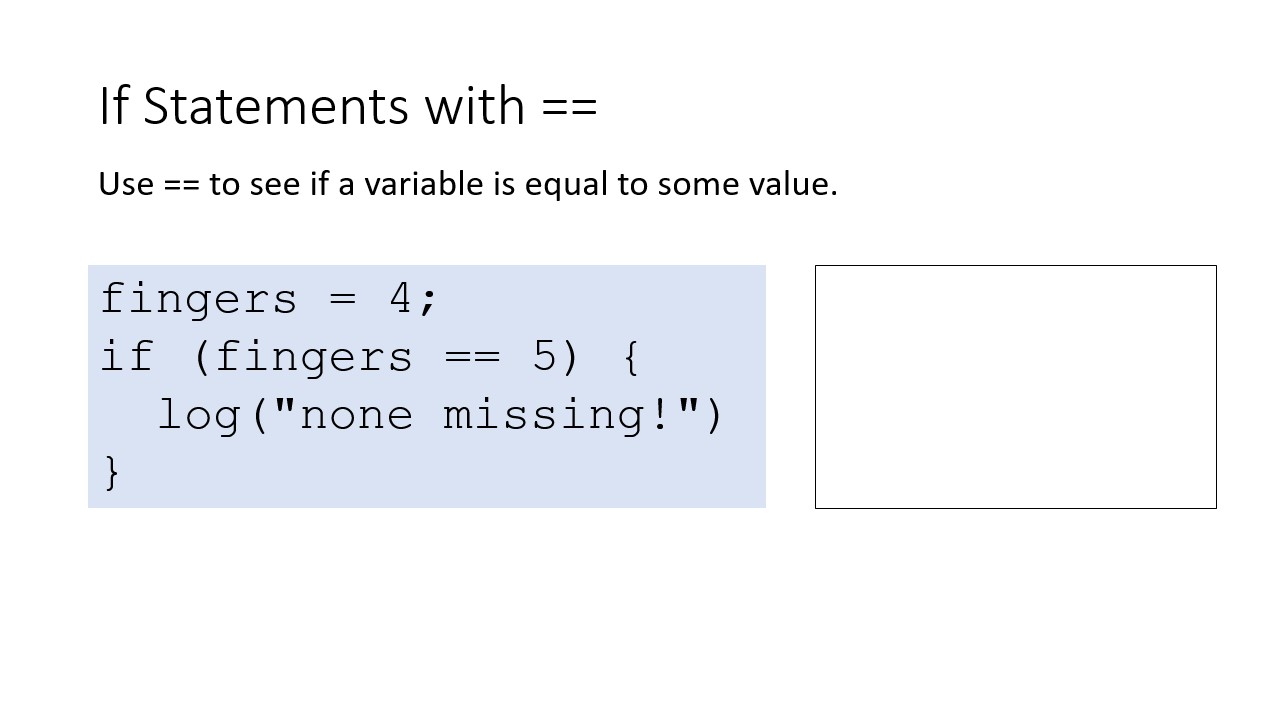 If Statements with ==
Use == to see if a variable is equal to some value.
fingers = 4;
if (fingers == 5) {
  log("none missing!")
}